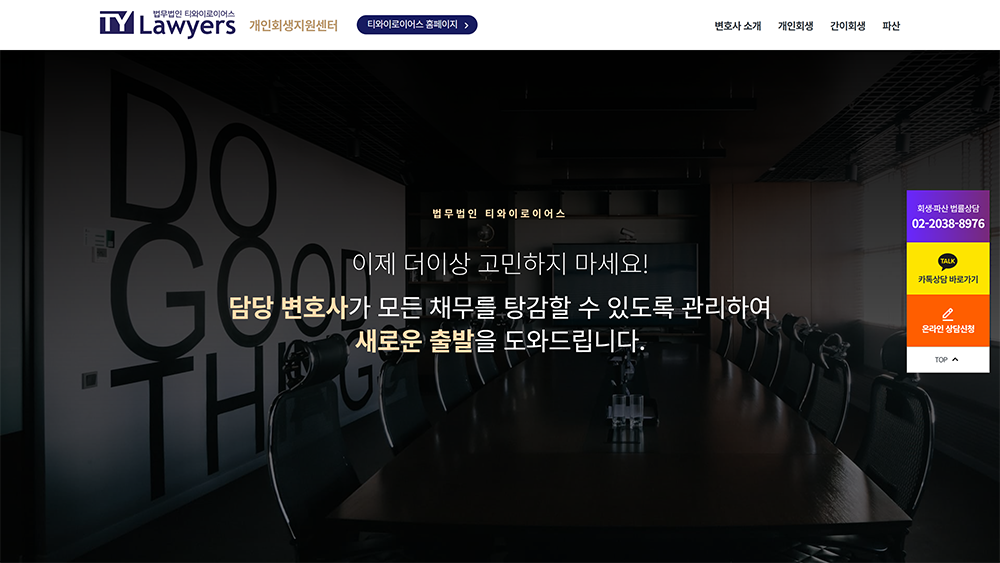 TY 법무법인 티와이로이어스
Lawyers
개인회생지원센터
티와이로이어스 홈페이지
변호사 소개 개인회생 간이회생 파산
DO
GOOD
THINGS.
법무법인 티와이로이어스
이제 더이상 고민하지 마세요!
담당 변호사가 모든 채무를 탕감할 수 있도록 관리하여
새로운 출발을 도와드립니다.
회생·파산 법률상담
02-2038-8976
TALK
카톡상담 바로가기
온라인 상담신청
TOP